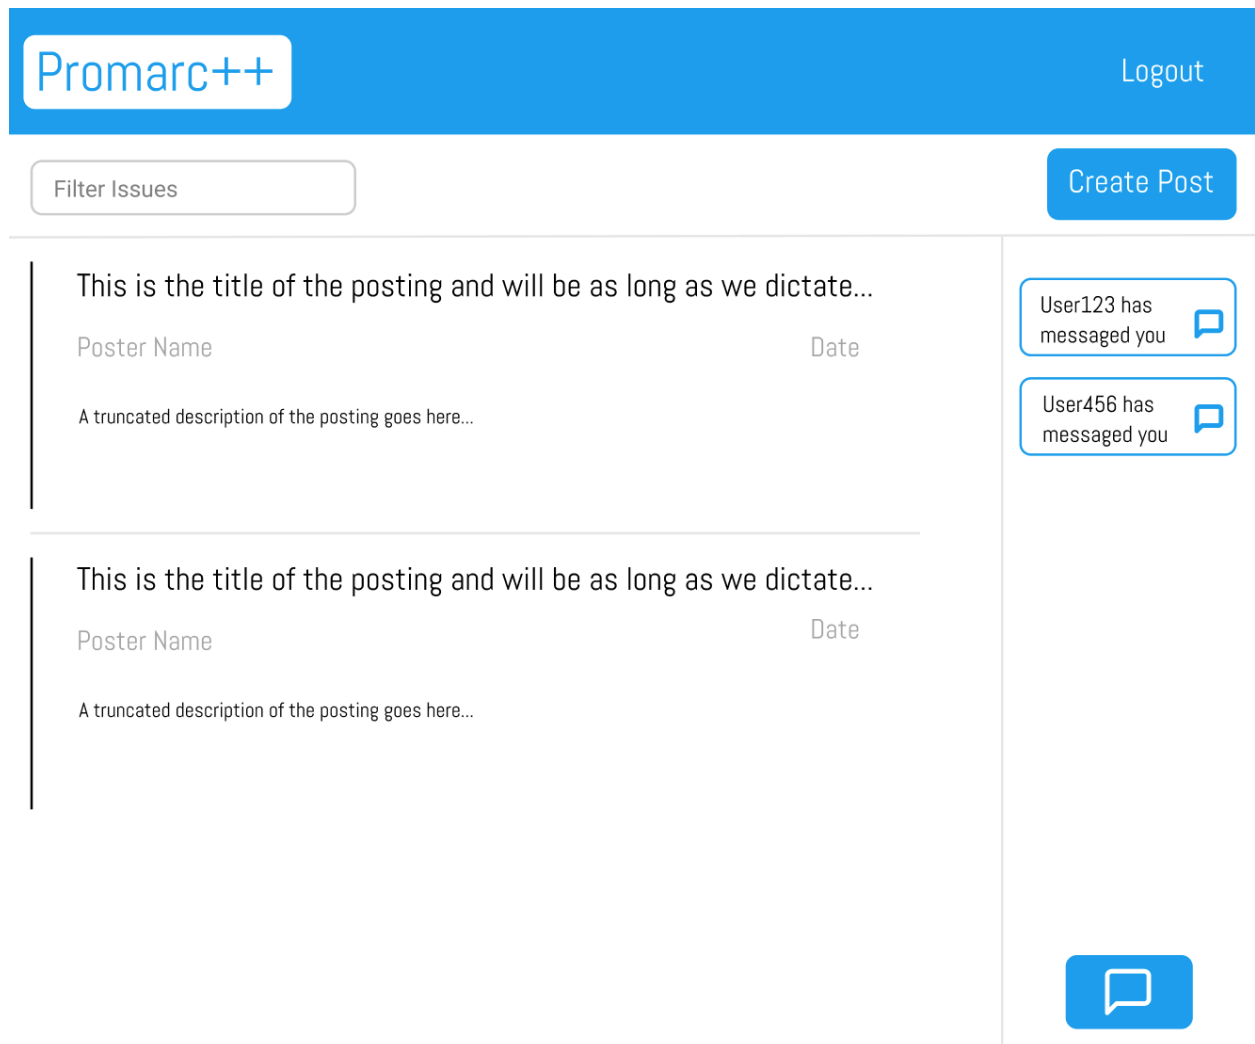 Promarc++
Logout
Filter Issues
Create Post
This is the title of the posting and will be as long as we dictate...
Poster Name
Date
A truncated description of the posting goes here...
User123 has
messaged you
User456 has
messaged you
This is the title of the posting and will be as long as we dictate...
Poster Name
Date
A truncated description of the posting goes here...